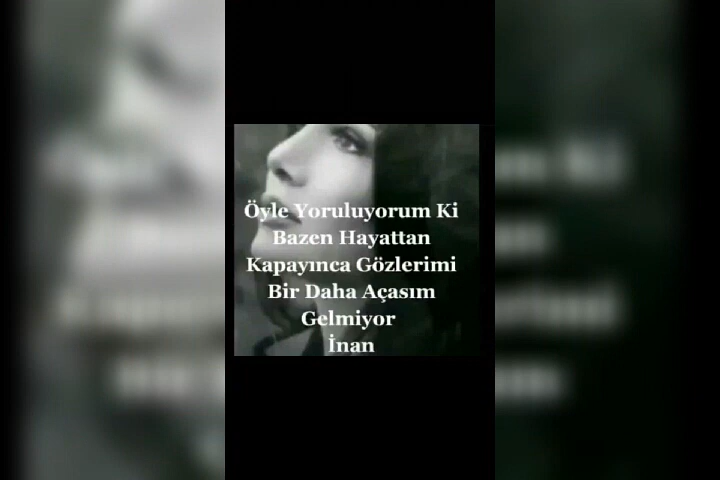 Öyle Yoruluyorum Ki
Bazen Hayattan
Kapayınca Gözlerimi
Bir Daha Açasım
Gelmiyor
İnan